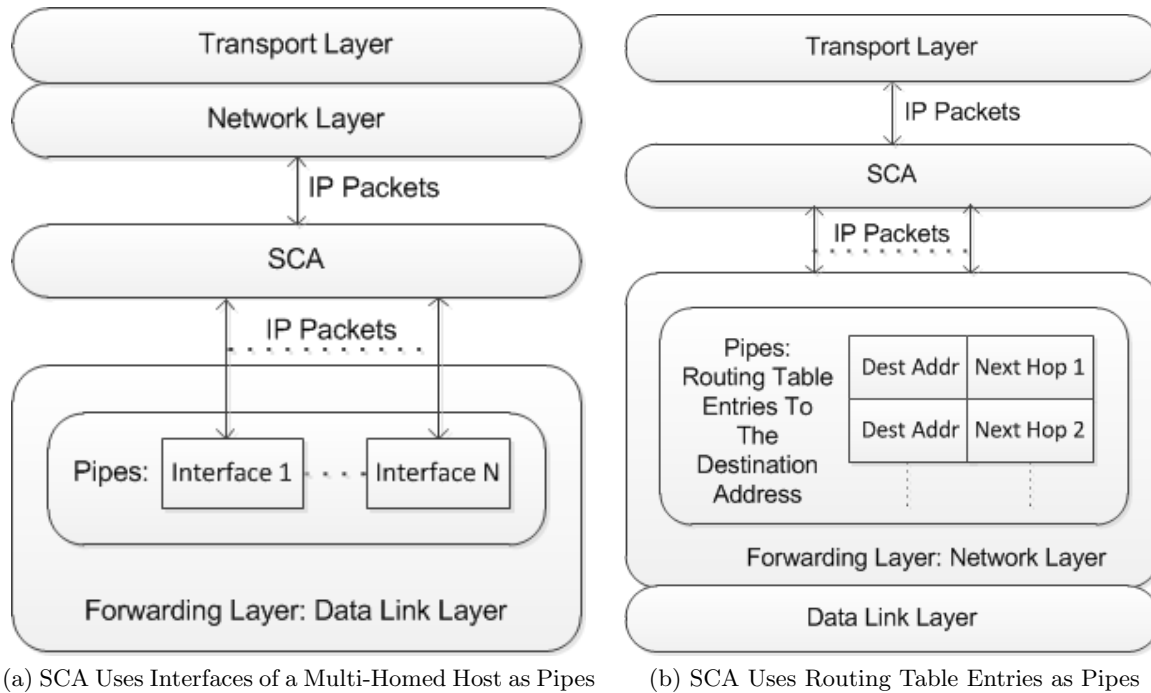 Transport Layer
Network Layer
IP Packets
SCA
IP Packets
Pipes:
Interface 1
Interface N
Forwarding Layer: Data Link Layer
(a) SCA Uses Interfaces of a Multi-Homed Host as Pipes
Transport Layer
IP Packets
SCA
IP Packets
Pipes:
Routing Table
Entries To
The
Destination
Address
Dest Addr
Next Hop 1
Dest Addr
Next Hop 2
Forwarding Layer: Network Layer
Data Link Layer
(b) SCA Uses Routing Table Entries as Pipes